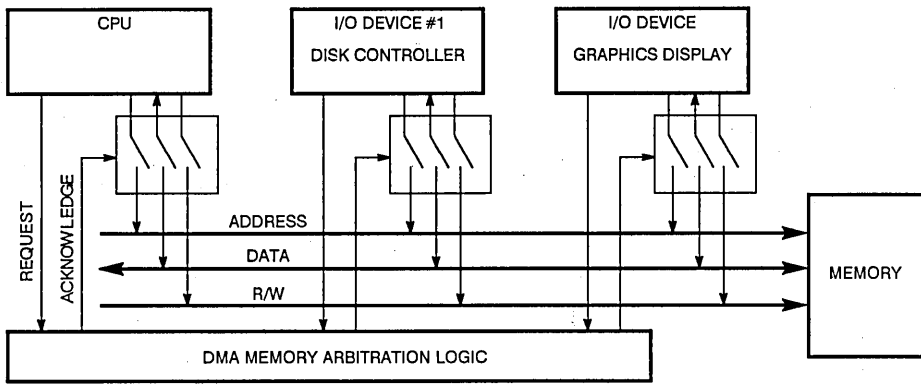 CPU
I/O DEVICE #1
DISK CONTROLLER
I/O DEVICE
GRAPHICS DISPLAY
REQUEST
ACKNOWLEDGE
ADDRESS
DATA
R/W
MEMORY
DMA MEMORY ARBITRATION LOGIC